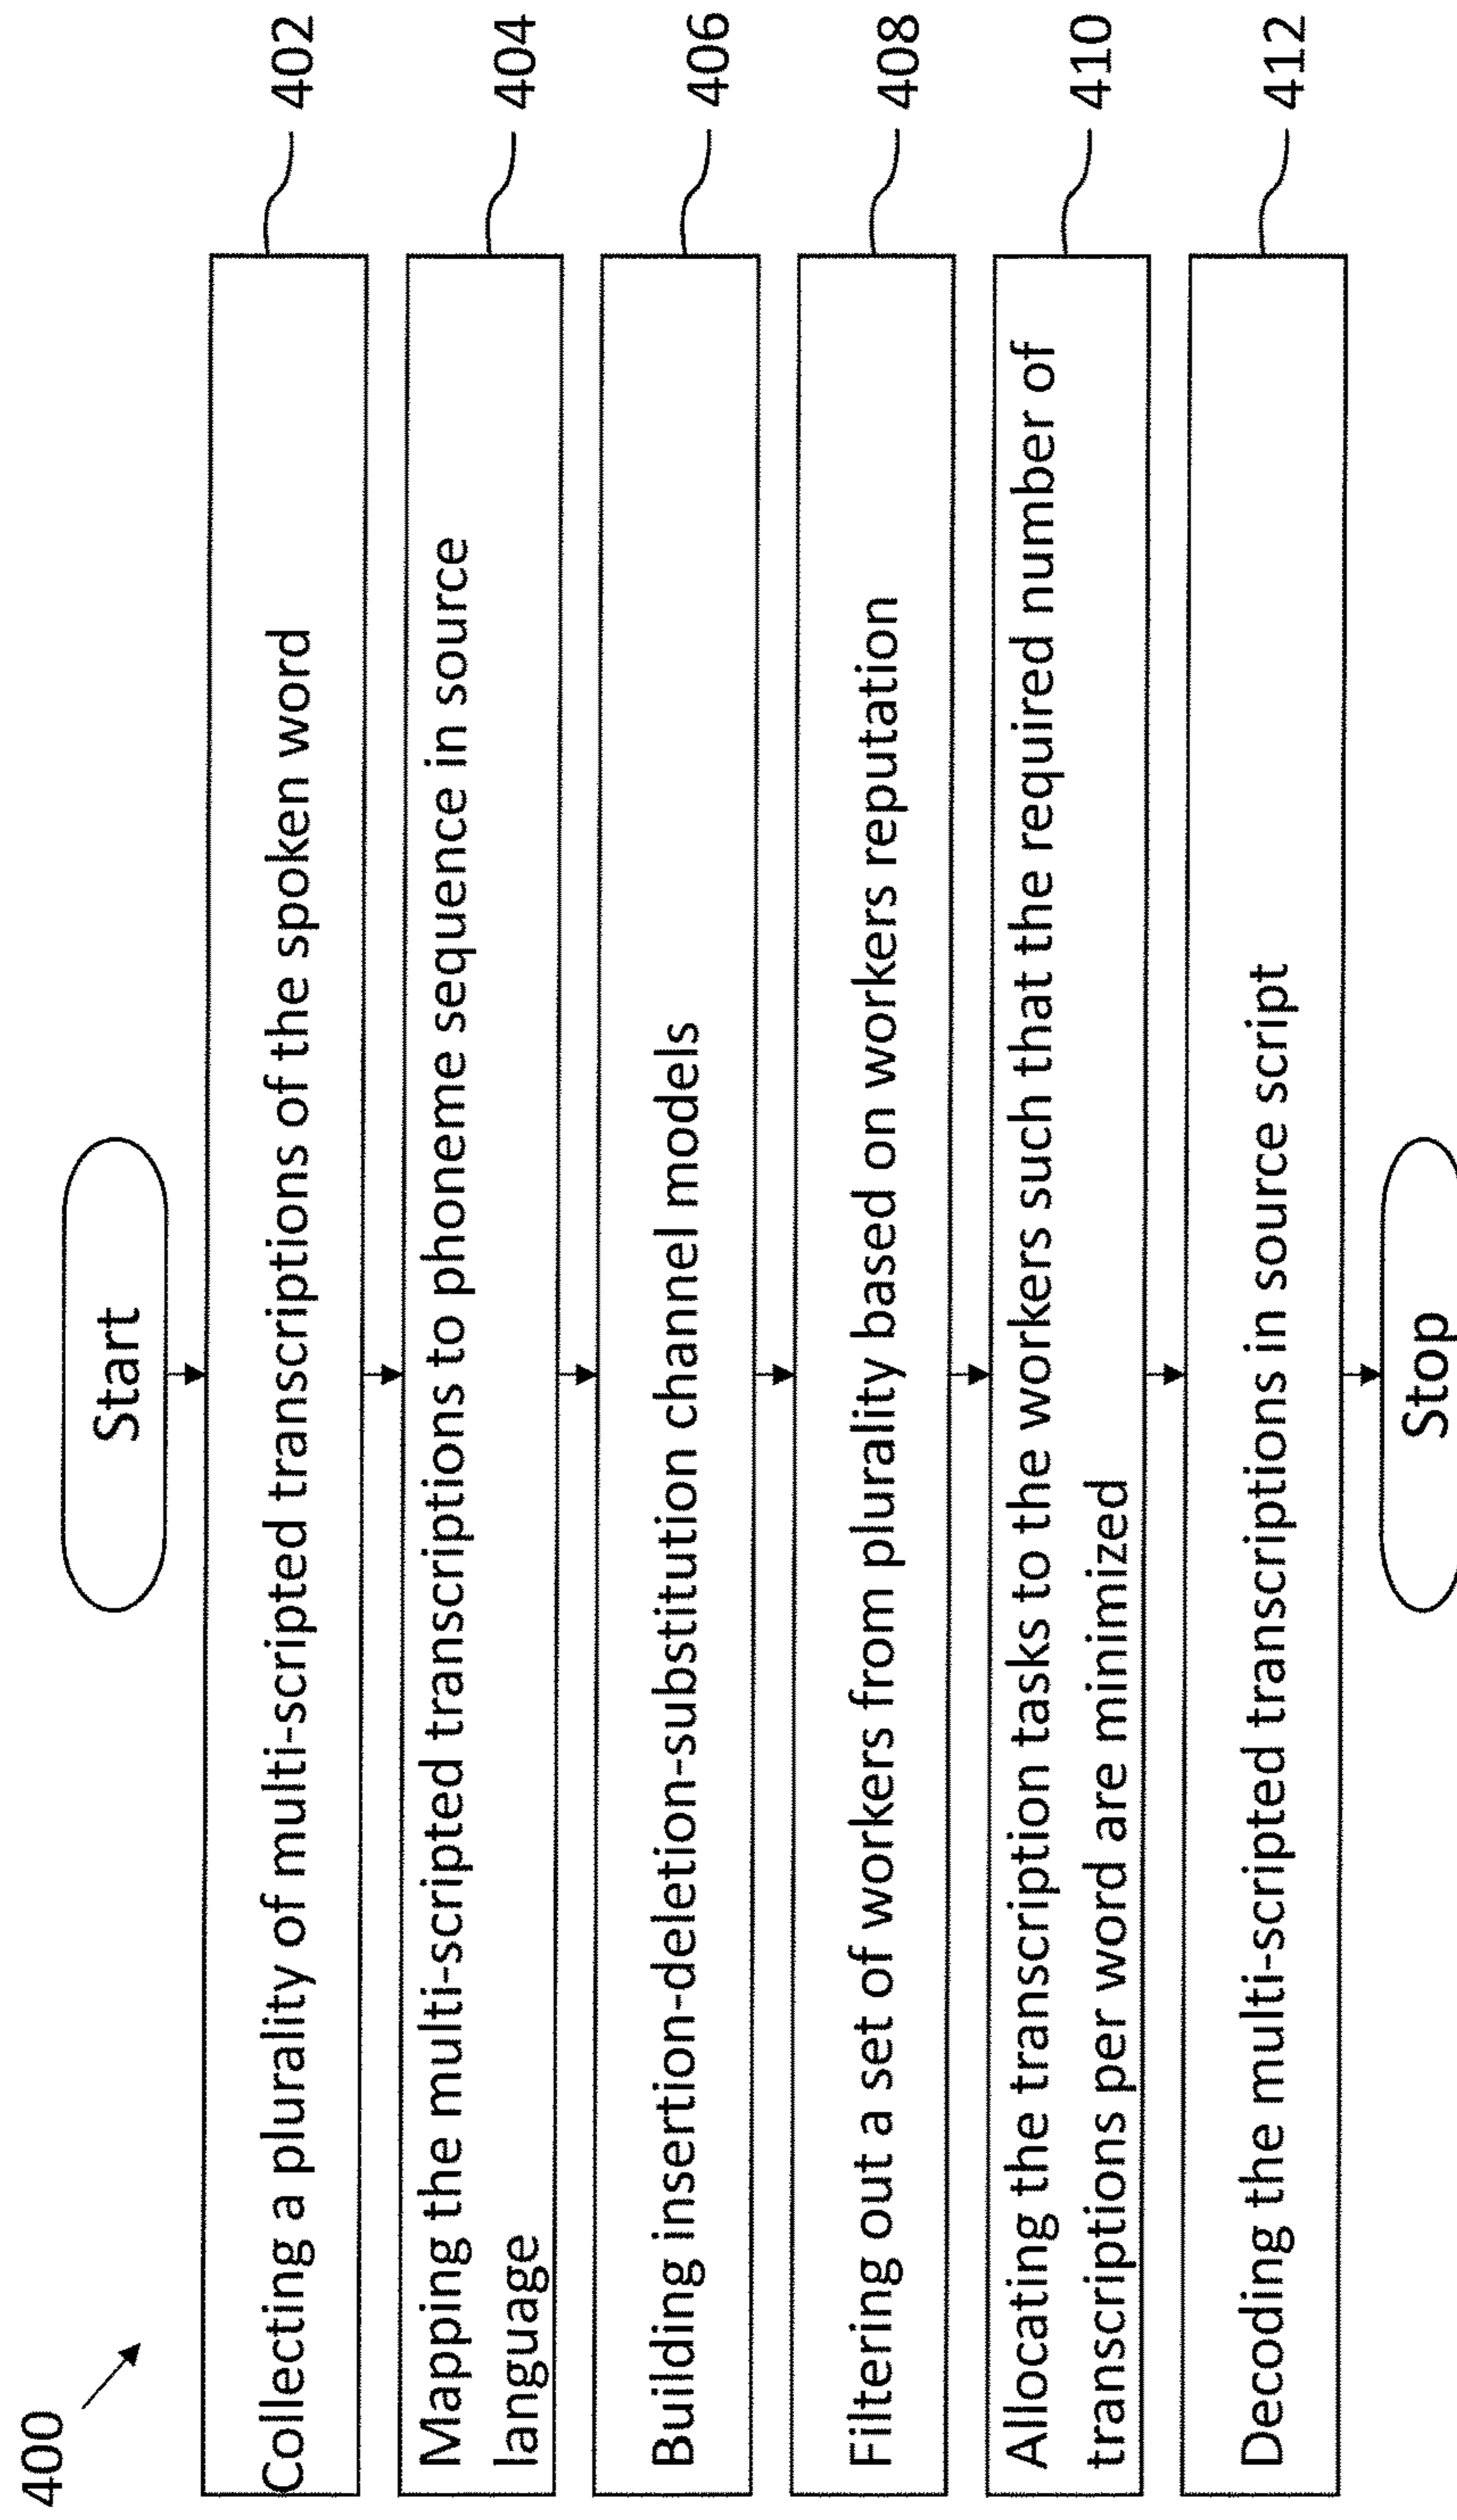 400
Start
Collecting a plurality of multi-scripted transcriptions of the spoken word
402
Mapping the multi-scripted transcriptions to phoneme sequence in source
language
404
Building insertion-deletion-substitution channel models
406
Filtering out a set of workers from plurality based on workers reputation
408
Allocating the transcription tasks to the workers such that the required number of
transcriptions per word are minimized
410
Decoding the multi-scripted transcriptions in source script
412
Stop